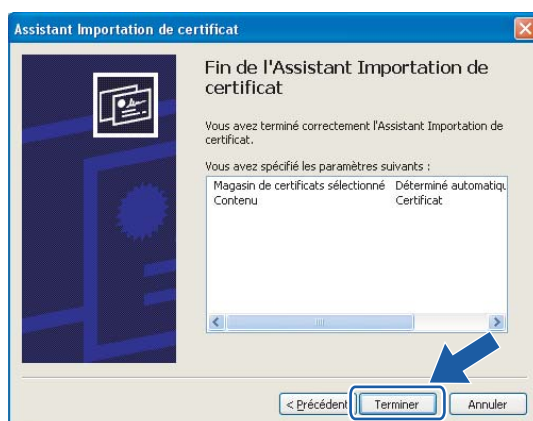 Assistant Importation de certificat
Fin de l'Assistant Importation de
certificat
Vous avez terminé correctement l'Assistant Importation de
certificat.
Vous avez spécifié les paramètres suivants :
Magasin de certificats sélectionné Déterminé automatiqu
Contenu Certificat
< Précédent Terminer Annuler